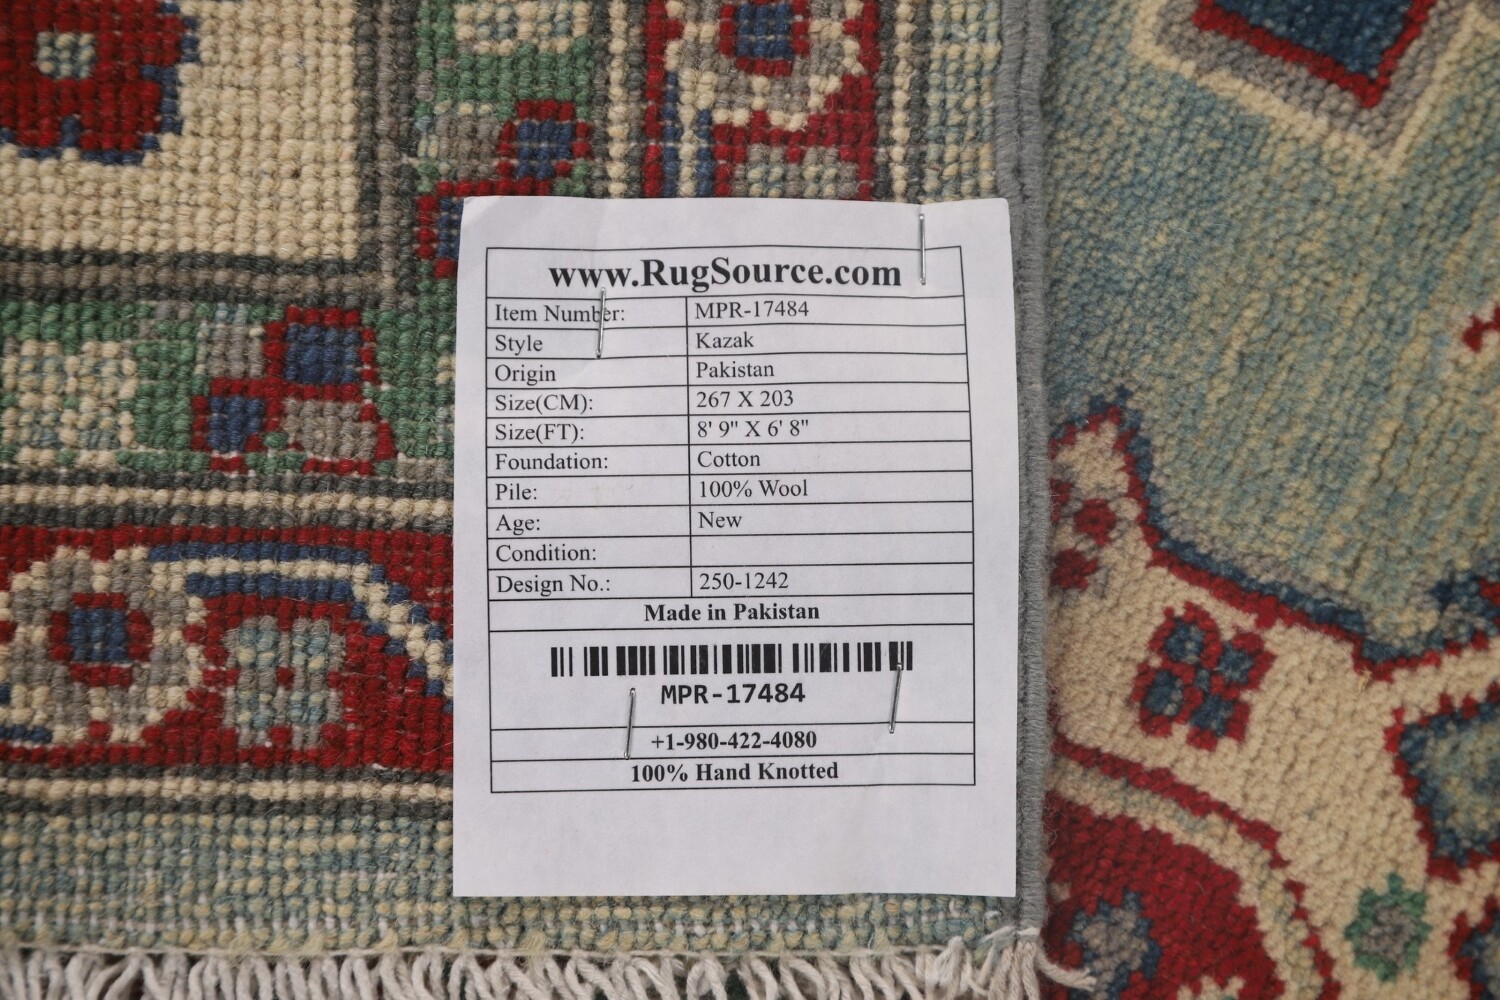 www.RugSource.com
Item Number: MPR-17484
Style Kazak
Origin Pakistan
Size(CM): 267 X 203
Size(FT): 8' 9" X 6' 8"
Foundation: Cotton
Pile: 100% Wool
Age: New
Condition:
Design No.: 250-1242
Made in Pakistan
MPR-17484
+1-980-422-4080
100% Hand Knotted